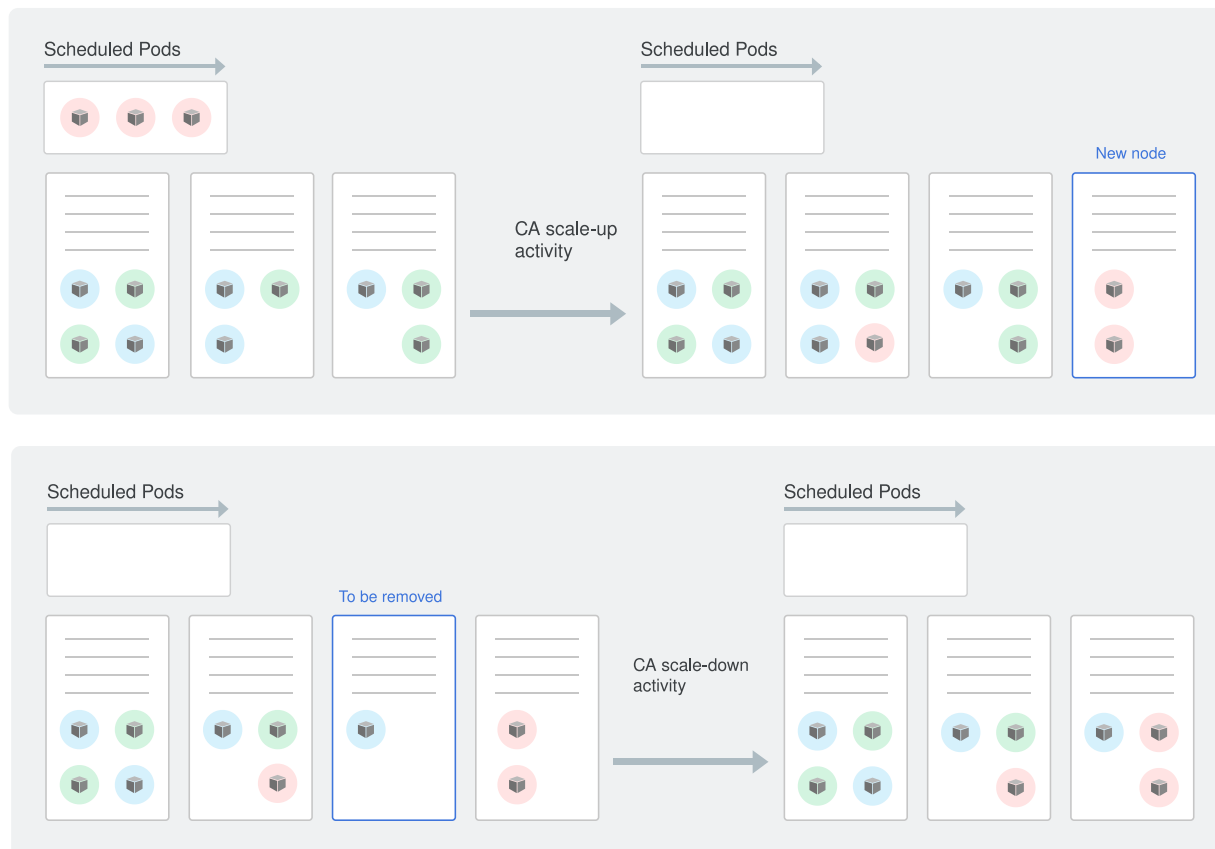 Scheduled Pods
Scheduled Pods
New node
CA scale-up
activity
Scheduled Pods
Scheduled Pods
To be removed
CA scale-down
activity